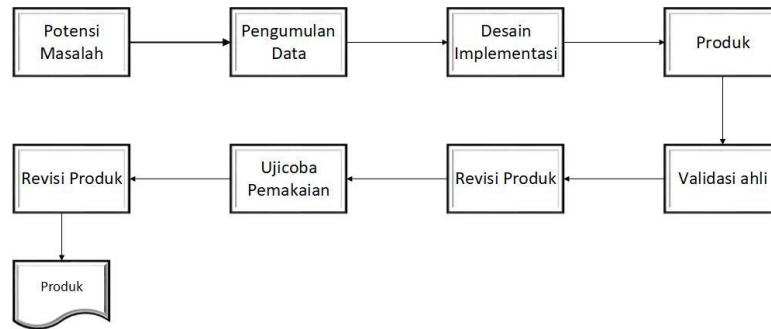 Potensi
Masalah
Pengumulan
Data
Desain
Implementasi
Produk
Validasi ahli
Revisi Produk
Ujicoba
Pemakaian
Revisi Produk
Produk